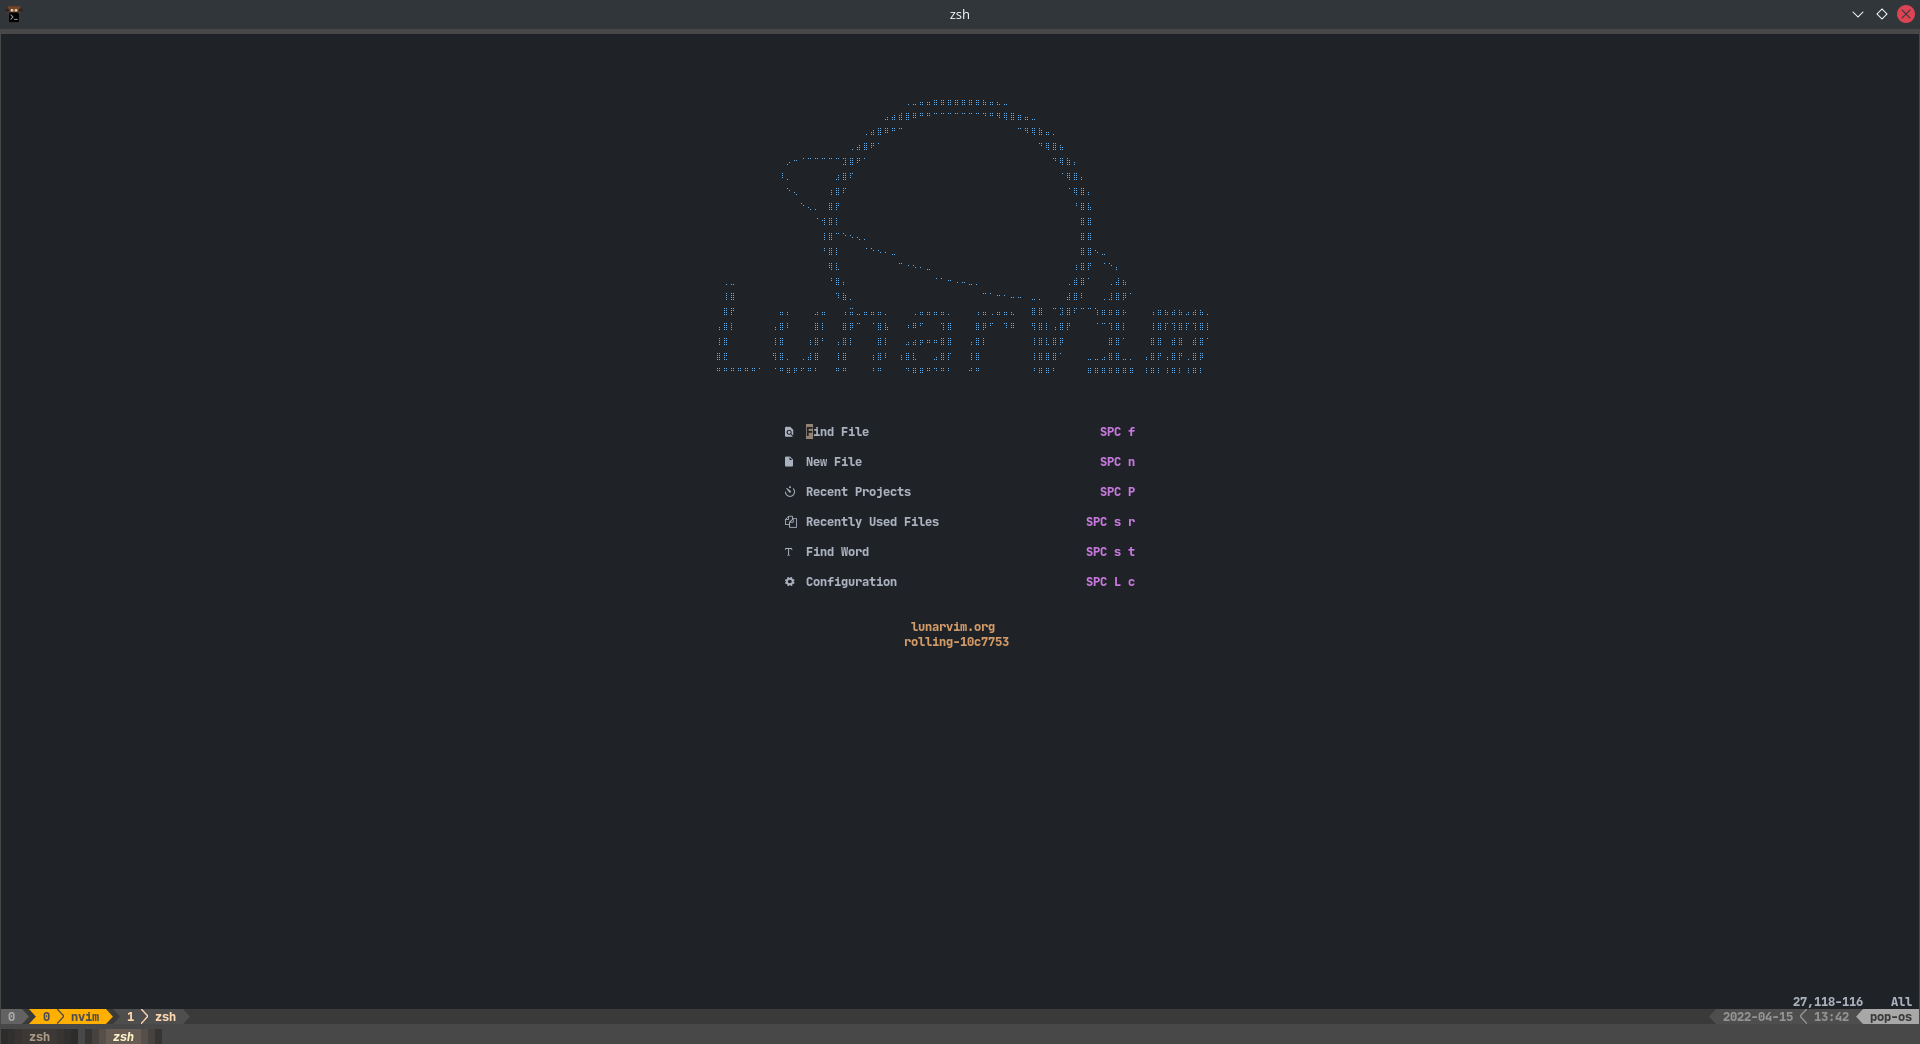 zsh
LunarVim
Find File SPC f
New File SPC n
Recent Projects SPC P
Recently Used Files SPC s r
Find Word SPC s t
Configuration SPC L c
lunarvim.org
rolling-10c7753
27,118-116 All
0 0 nvim 1 zsh 2022-04-15 13:42 pop-os
zsh zsh